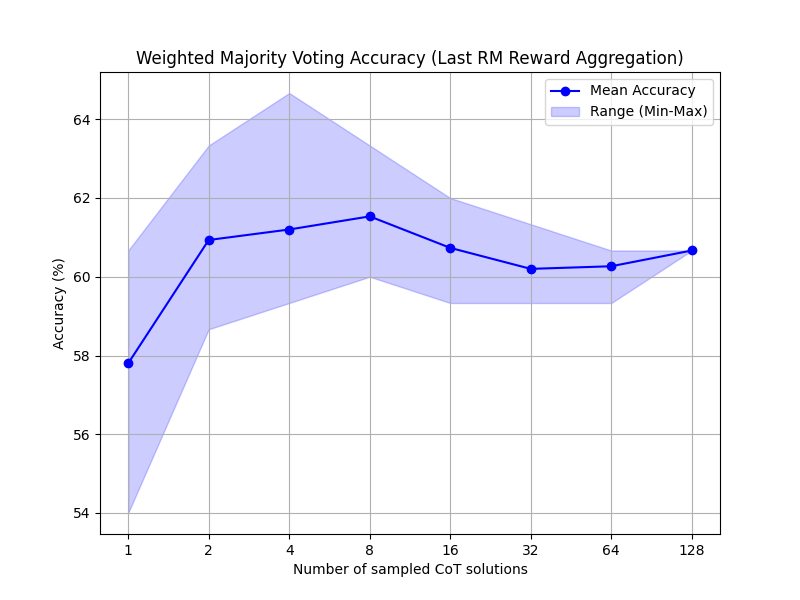 Weighted Majority Voting Accuracy (Last RM Reward Aggregation)
Mean Accuracy
Range (Min-Max)
Accuracy (%)
64
62
60
58
56
54
1 2 4 8 16 32 64 128
Number of sampled CoT solutions